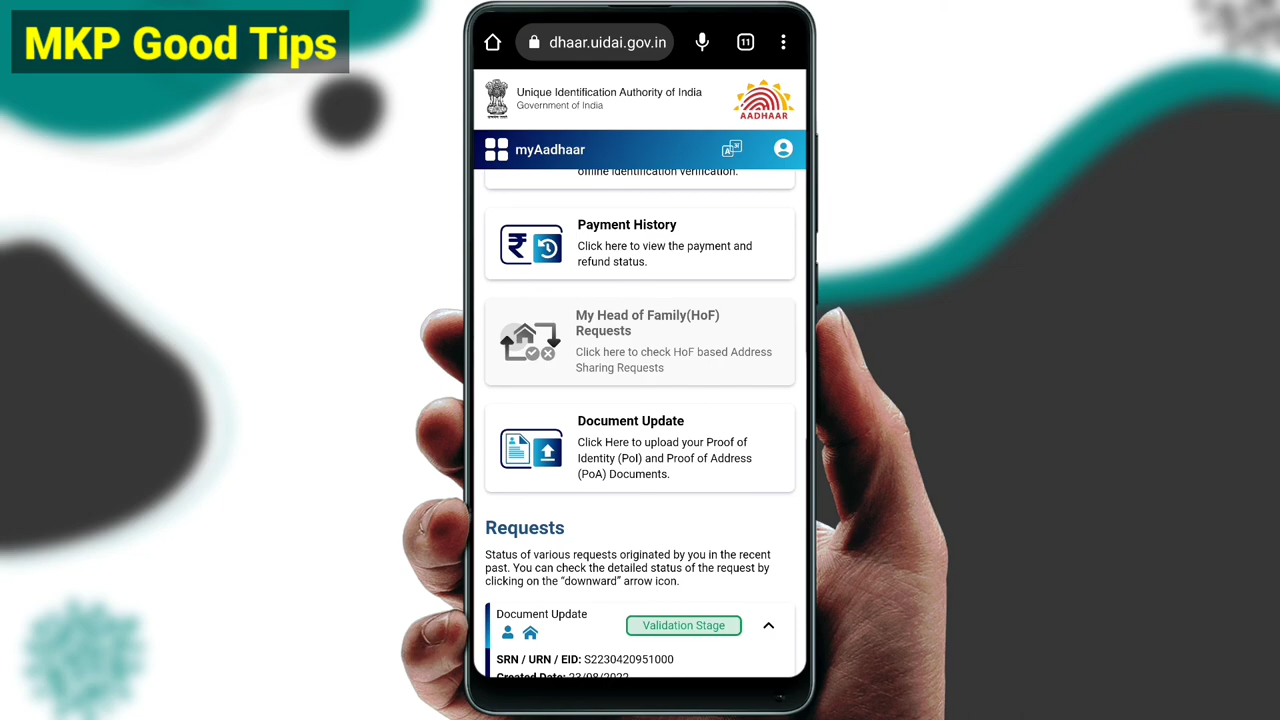 MKP Good Tips
11
dhaar.uidai.gov.in
Unique Identification Authority of India
Government of India
AADHAAR
myAadhaar
offline identification verification.
Payment History
Click here to view the payment and
refund status.
My Head of Family(HoF)
Requests
Click here to check HoF based Address
Sharing Requests
Document Update
Click Here to upload your Proof of
Identity (PoI) and Proof of Address
(PoA) Documents.
Requests
Status of various requests originated by you in the recent
past. You can check the detailed status of the request by
clicking on the “downward” arrow icon.
Document Update
Validation Stage
SRN / URN / EID: S2230420951000
Created Date: 23/08/2022